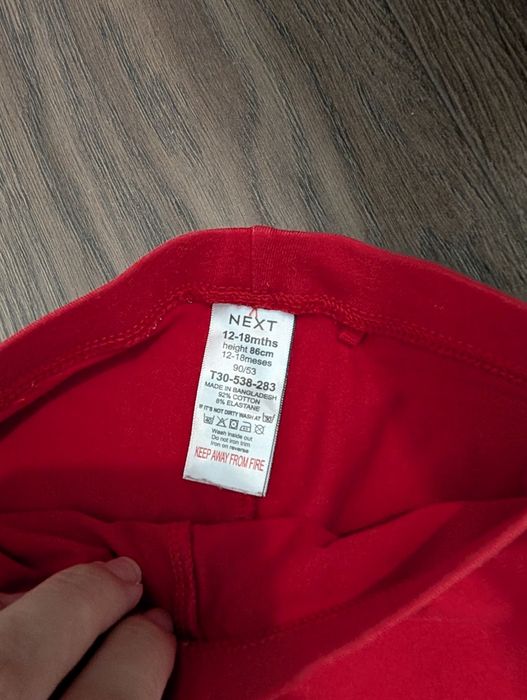 NEXT
12-18mths
height 86cm
12-18meses
90/53
T30-538-283
MADE IN BANGLADESH
92% COTTON
8% ELASTANE
IF IT'S NOT DIRTY WASH AT 30
Wash inside out
Do not iron trim
Iron on reverse
KEEP AWAY FROM FIRE